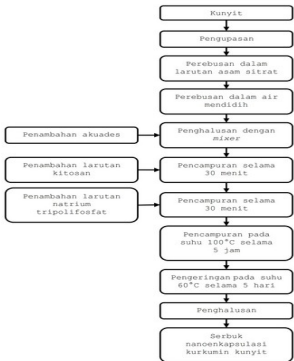 Kunyit
Pengupasan
Perebusan dalam
larutan asam sitrat
Perebusan dalam air
mendidih
Penambahan akuades
Penghalusan dengan
mixer
Penambahan larutan
kitosan
Pencampuran selama
30 menit
Penambahan larutan
natrium
tripolifosfat
Pencampuran selama
30 menit
Pencampuran pada
suhu 100°C selama
5 jam
Pengeringan pada suhu
60°C selama 5 hari
Penghalusan
Serbuk
nanoenkapsulasi
kurkumin kunyit